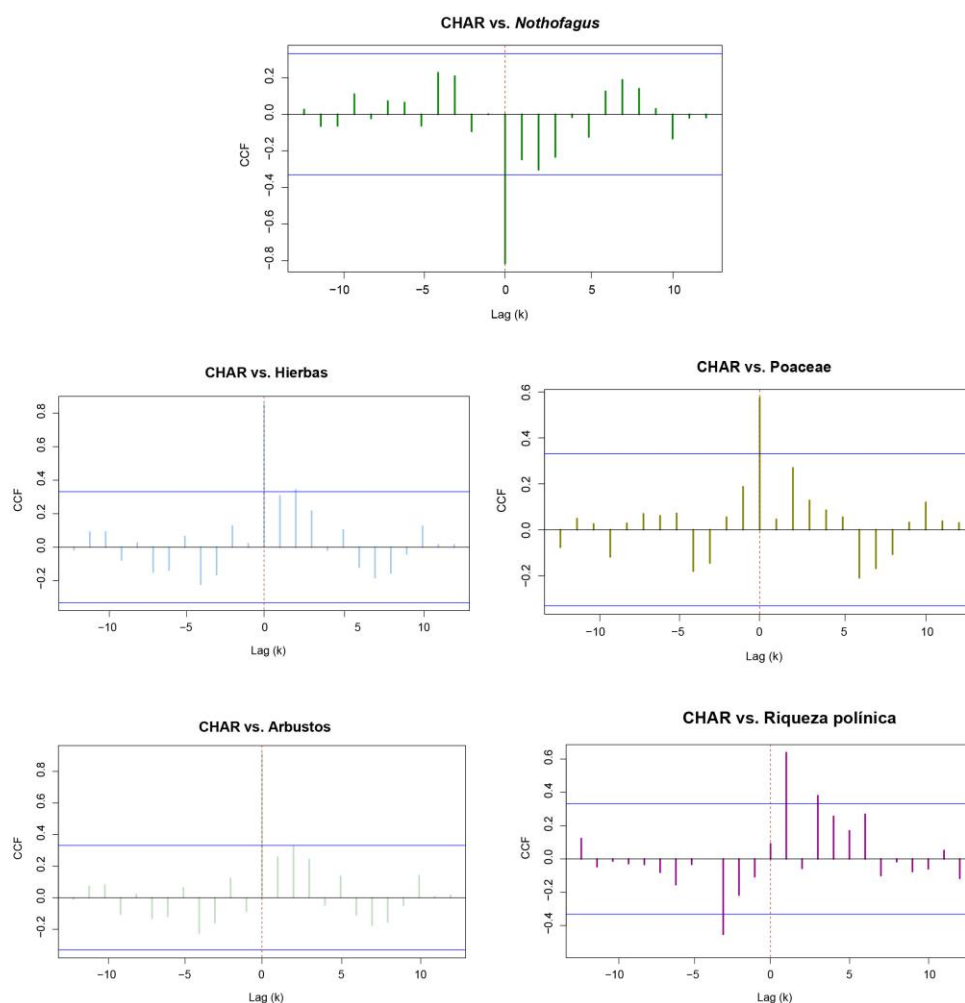 CHAR vs. Nothofagus
0.2
0.0
−0.2
−0.4
−0.6
−0.8
CCF
−10 −5 0 5 10
Lag (k)
CHAR vs. Hierbas
0.8
0.6
0.4
0.2
0.0
−0.2
CCF
−10 −5 0 5 10
Lag (k)
CHAR vs. Poaceae
0.6
0.4
0.2
0.0
−0.2
CCF
−10 −5 0 5 10
Lag (k)
CHAR vs. Arbustos
0.8
0.6
0.4
0.2
0.0
−0.2
CCF
−10 −5 0 5 10
Lag (k)
CHAR vs. Riqueza polínica
0.6
0.4
0.2
0.0
−0.2
−0.4
CCF
−10 −5 0 5 10
Lag (k)